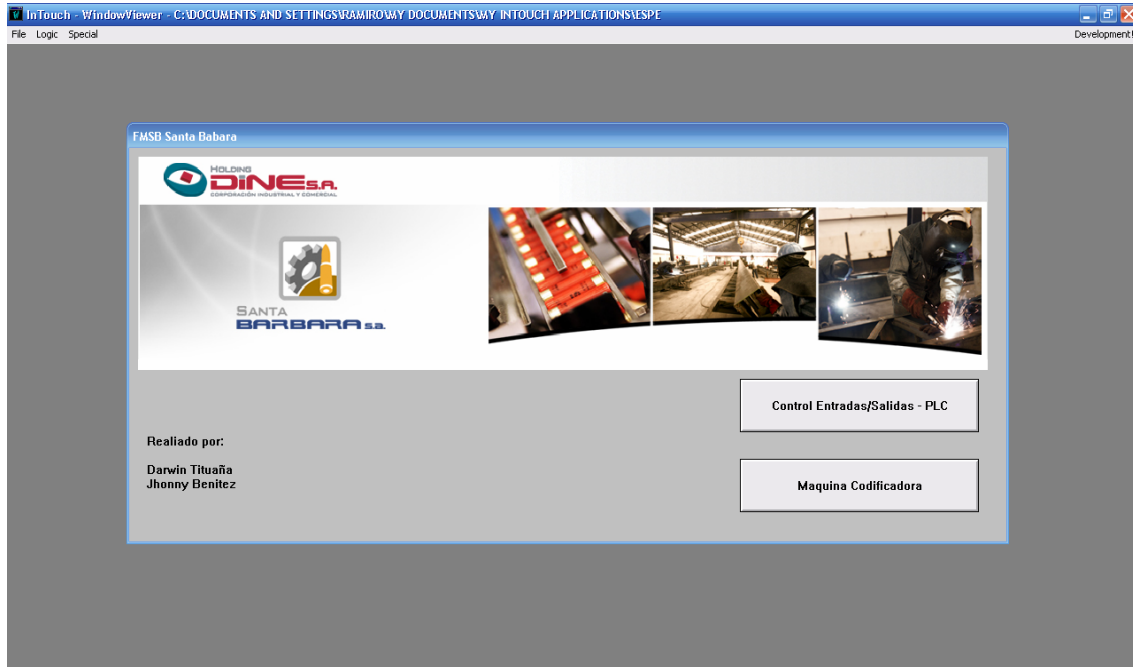 InTouch - WindowViewer - C:\DOCUMENTS AND SETTINGS\RAMIRO\MY DOCUMENTS\MY INTOUCH APPLICATIONS\ESPE
File Logic Special Development!
FMSB Santa Babara
HOLDING
DINE S.A.
CORPORACIÓN INDUSTRIAL Y COMERCIAL
SANTA
BARBARA s.a.
Control Entradas/Salidas - PLC
Realiado por:
Darwin Tituaña
Jhonny Benitez
Maquina Codificadora